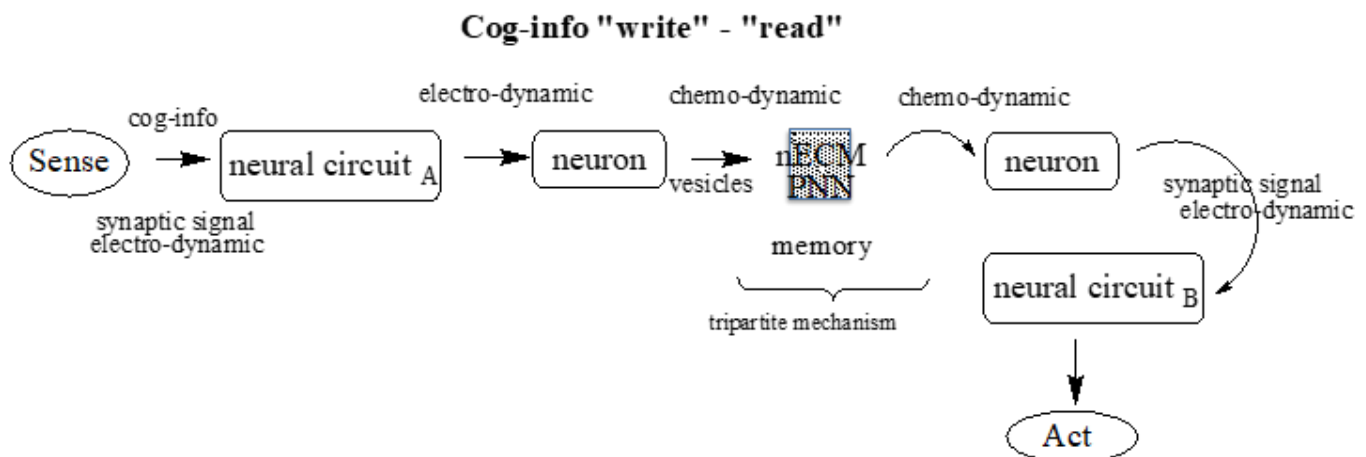 Cog-info "write" - "read"
electro-dynamic
chemo-dynamic
chemo-dynamic
cog-info
Sense
neural circuit A
neuron
vesicles
nECM
PNN
neuron
synaptic signal
electro-dynamic
synaptic signal
electro-dynamic
memory
tripartite mechanism
neural circuit B
Act